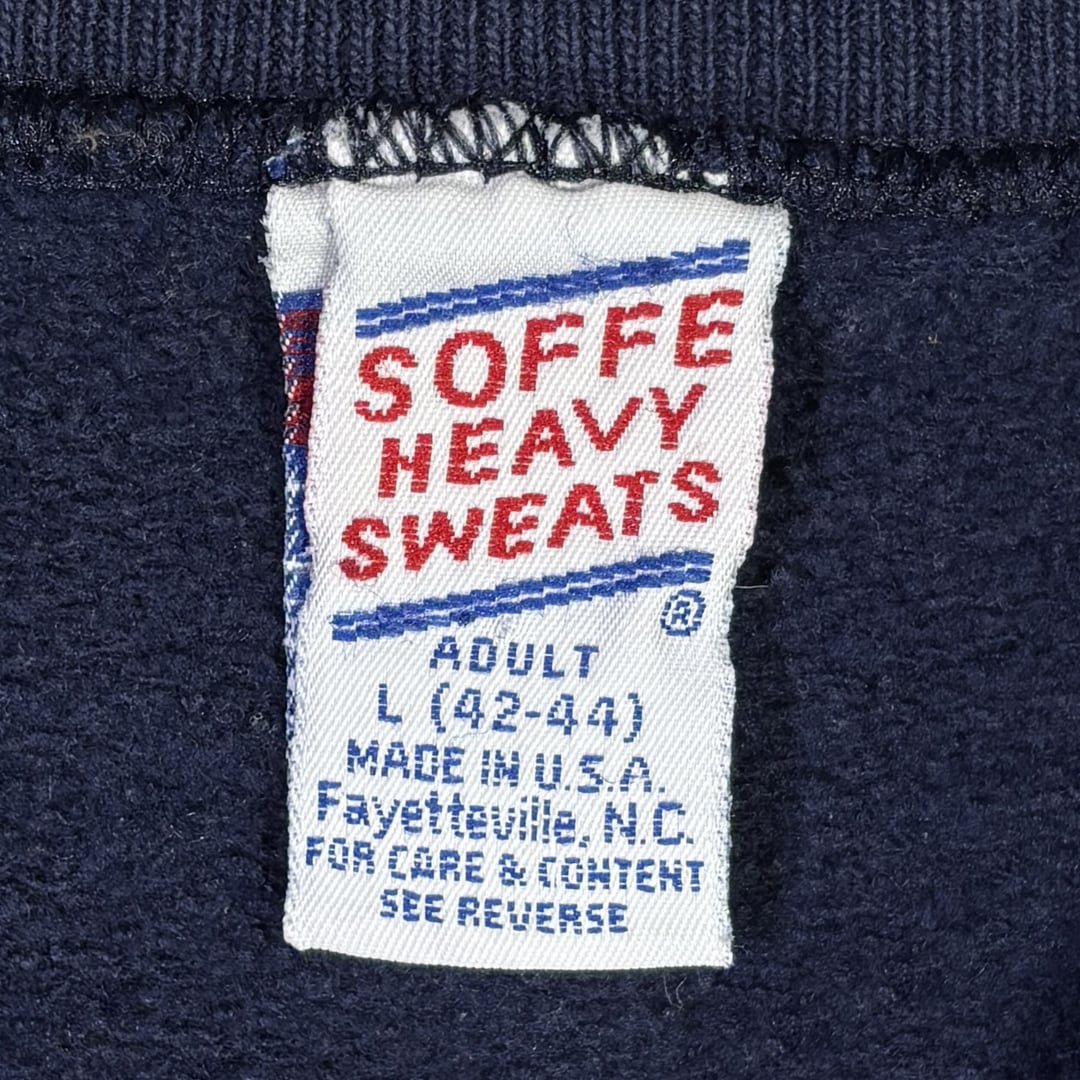 SOFFE
HEAVY
SWEATS
®
ADULT
L (42-44)
MADE IN U.S.A.
Fayetteville, N.C.
FOR CARE & CONTENT
SEE REVERSE